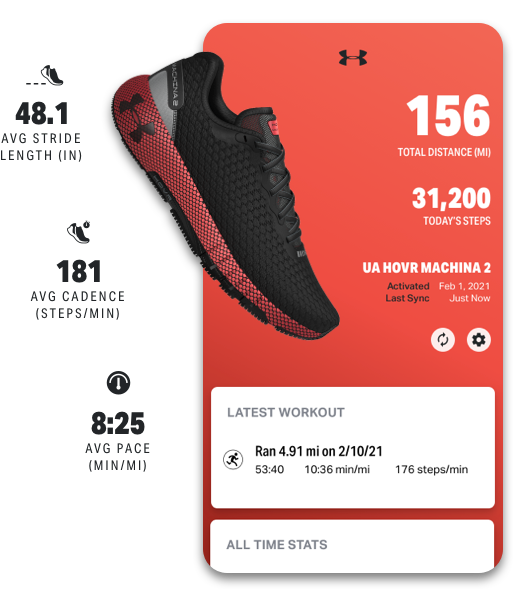 48.1
AVG STRIDE
LENGTH (IN)
181
AVG CADENCE
(STEPS/MIN)
8:25
AVG PACE
(MIN/MI)
MACHINA 2
156
TOTAL DISTANCE (MI)
31,200
TODAY'S STEPS
UA HOVR MACHINA 2
Activated Feb 1, 2021
Last Sync Just Now
LATEST WORKOUT
Ran 4.91 mi on 2/10/21
53:40 10:36 min/mi 176 steps/min
ALL TIME STATS